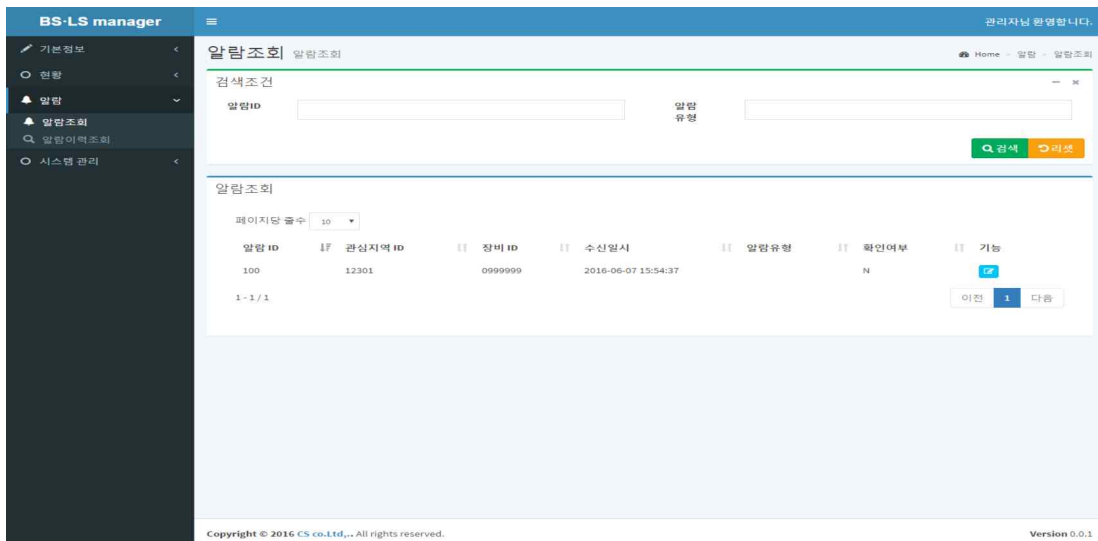 BS·LS manager
관리자님 환영합니다.
기본정보
현황
알람
알람조회
알람이력조회
시스템 관리
알람조회 알람조회
Home - 알람 - 알람조회
검색조건
알람ID
알람
유형
검색 리셋
알람조회
페이지당 줄수 10
알람 ID 관심지역 ID 장비 ID 수신일시 알람유형 확인여부 기능
100 12301 0999999 2016-06-07 15:54:37 N
1 - 1 / 1
이전 1 다음
Copyright © 2016 CS co.Ltd,.. All rights reserved.
Version 0.0.1